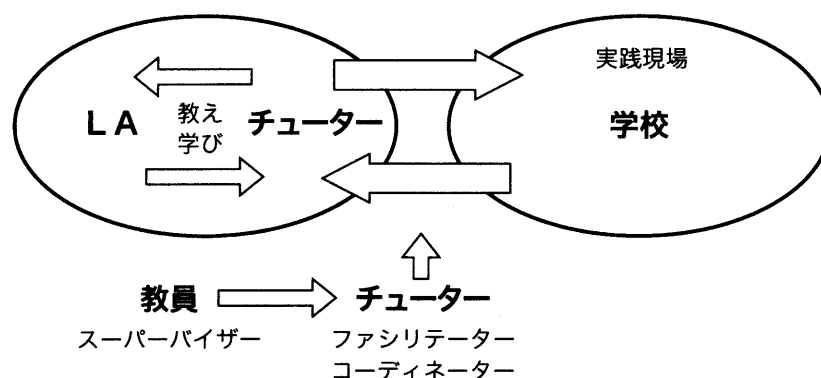 実践現場
LA
教え
学び
チューター
学校
教員
チューター
スーパーバイザー
ファシリテーター
コーディネーター